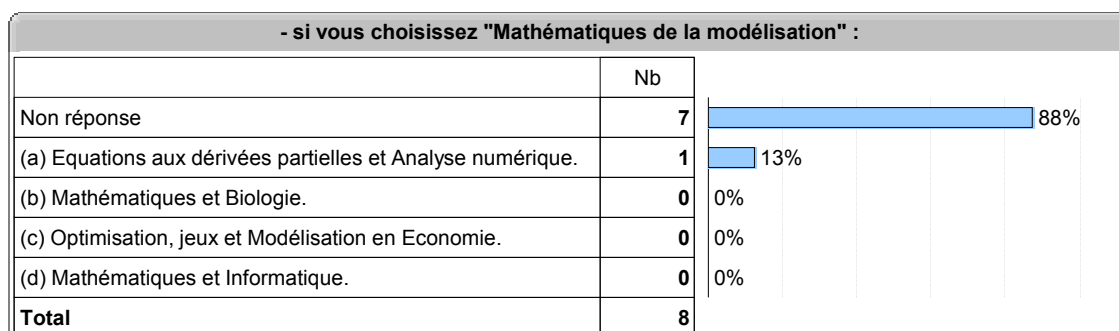 - si vous choisissez "Mathématiques de la modélisation" :
Nb
Non réponse 7 88%
(a) Equations aux dérivées partielles et Analyse numérique. 1 13%
(b) Mathématiques et Biologie. 0 0%
(c) Optimisation, jeux et Modélisation en Economie. 0 0%
(d) Mathématiques et Informatique. 0 0%
Total 8